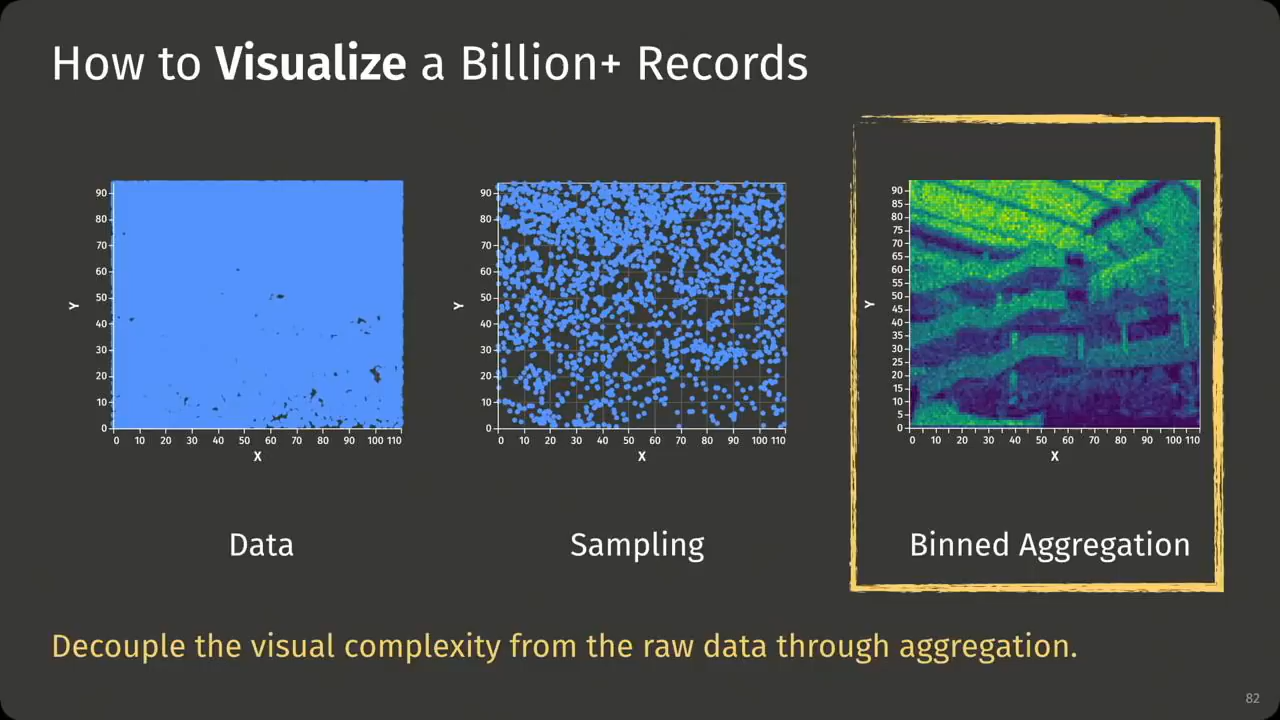 How to Visualize a Billion+ Records
90
80
70
60
50
40
30
20
10
0
Y
0 10 20 30 40 50 60 70 80 90 100 110
X
Data
90
80
70
60
50
40
30
20
10
0
Y
0 10 20 30 40 50 60 70 80 90 100 110
X
Sampling
90
85
80
75
70
65
60
55
50
45
40
35
30
25
20
15
10
5
0
Y
0 10 20 30 40 50 60 70 80 90 100 110
X
Binned Aggregation
Decouple the visual complexity from the raw data through aggregation.
82